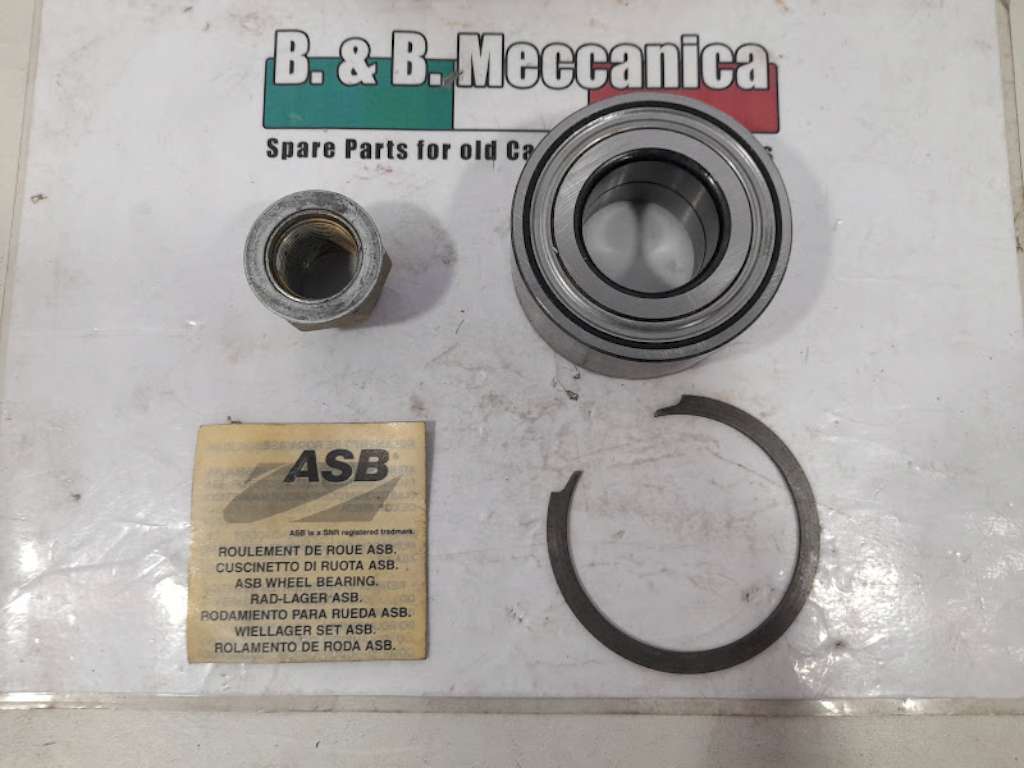 B. & B. Meccanica
Spare Parts for old Ca
ASB®
ASB is a SNR registered tradmark.
ROULEMENT DE ROUE ASB.
CUSCINETTO DI RUOTA ASB.
ASB WHEEL BEARING.
RAD-LAGER ASB.
RODAMIENTO PARA RUEDA ASB.
WIELLAGER SET ASB.
ROLAMENTO DE RODA ASB.